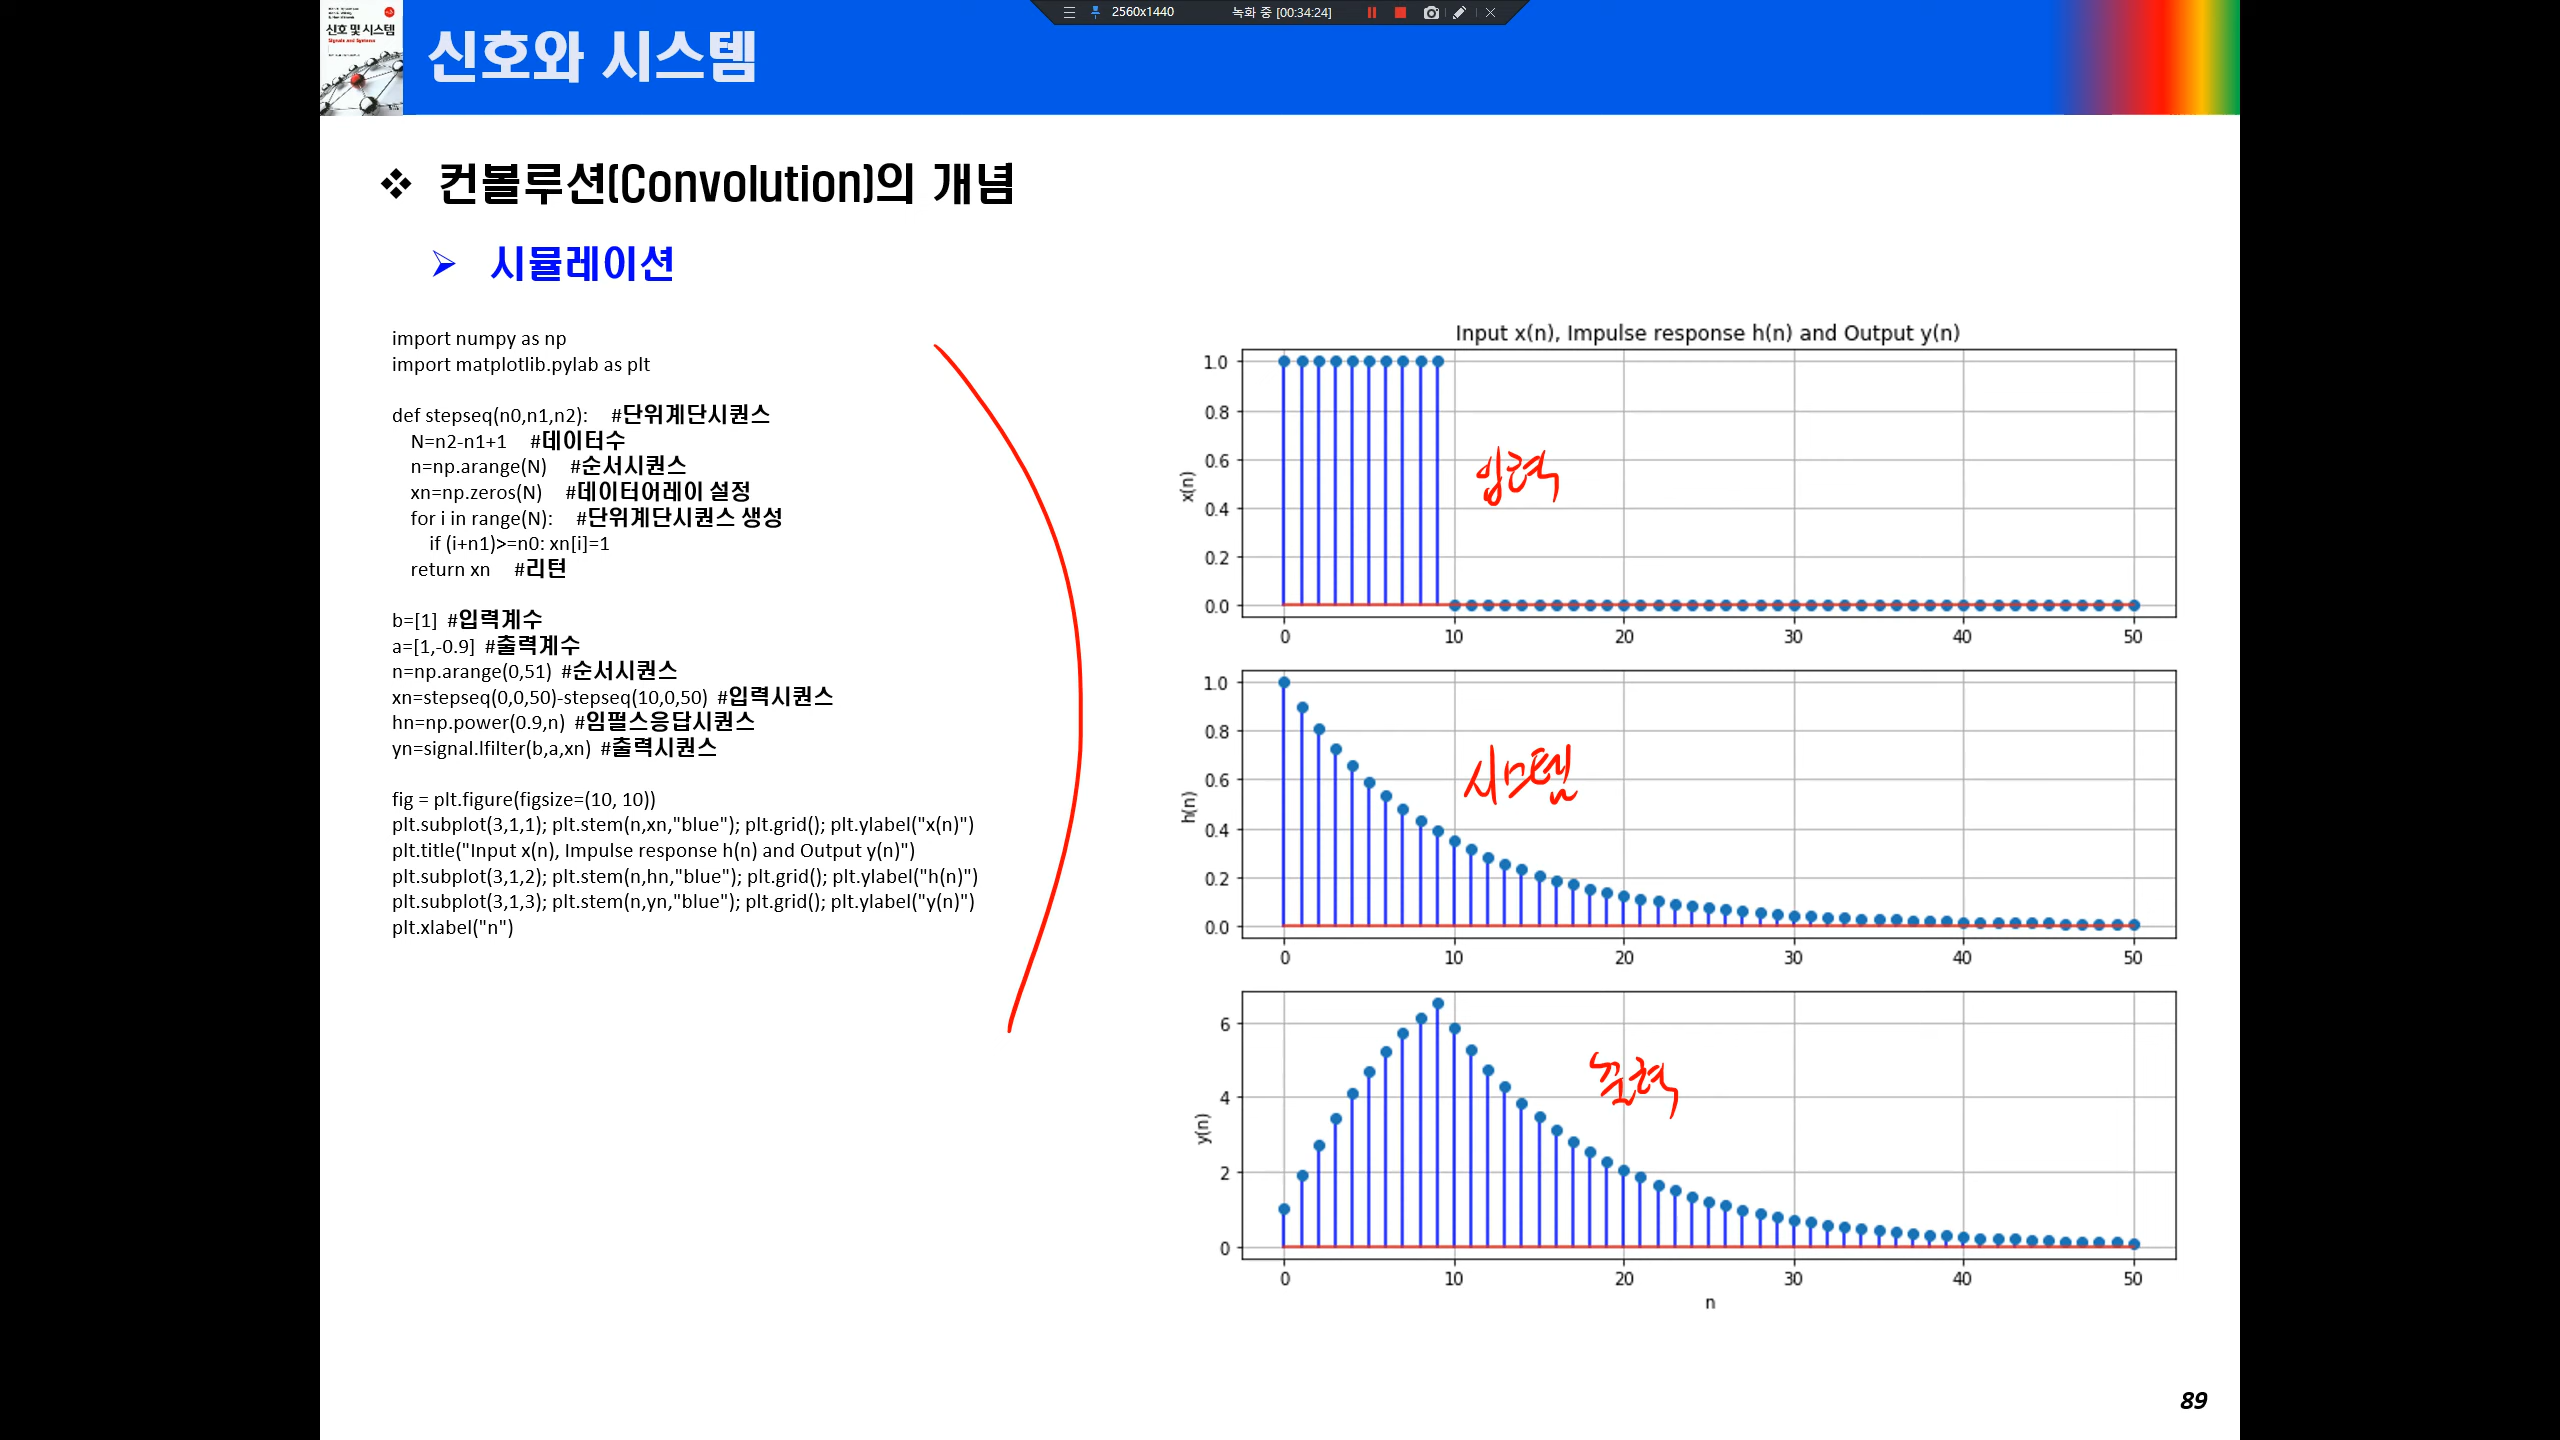 2560x1440 녹화 중 [00:34:24]
신호 및 시스템
Signals and Systems
신호와 시스템
❖ 컨볼루션(Convolution)의 개념
➢ 시뮬레이션
import numpy as np
import matplotlib.pylab as plt
def stepseq(n0,n1,n2): #단위계단시퀀스
N=n2-n1+1 #데이터수
n=np.arange(N) #순서시퀀스
xn=np.zeros(N) #데이터어레이 설정
for i in range(N): #단위계단시퀀스 생성
if (i+n1)>=n0: xn[i]=1
return xn #리턴
b=[1] #입력계수
a=[1,-0.9] #출력계수
n=np.arange(0,51) #순서시퀀스
xn=stepseq(0,0,50)-stepseq(10,0,50) #입력시퀀스
hn=np.power(0.9,n) #임펄스응답시퀀스
yn=signal.lfilter(b,a,xn) #출력시퀀스
fig = plt.figure(figsize=(10, 10))
plt.subplot(3,1,1); plt.stem(n,xn,"blue"); plt.grid(); plt.ylabel("x(n)")
plt.title("Input x(n), Impulse response h(n) and Output y(n)")
plt.subplot(3,1,2); plt.stem(n,hn,"blue"); plt.grid(); plt.ylabel("h(n)")
plt.subplot(3,1,3); plt.stem(n,yn,"blue"); plt.grid(); plt.ylabel("y(n)")
plt.xlabel("n")
Input x(n), Impulse response h(n) and Output y(n)
1.0
0.8
0.6
0.4
0.2
0.0
x(n)
입력
0 10 20 30 40 50
1.0
0.8
0.6
0.4
0.2
0.0
h(n)
시스템
0 10 20 30 40 50
6
4
2
0
y(n)
출력
0 10 20 30 40 50
n
89